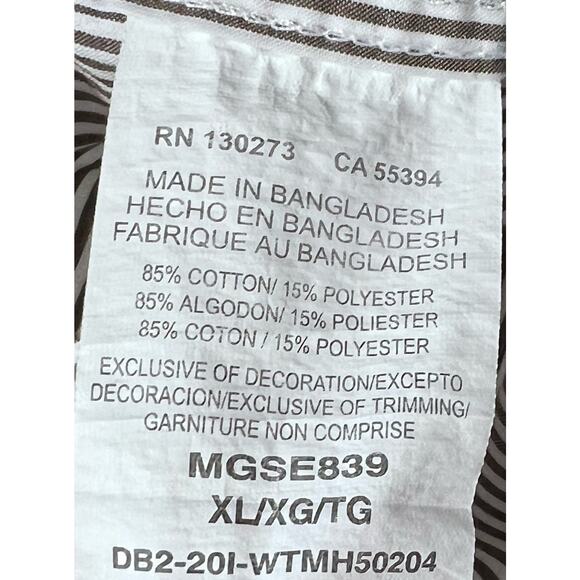 RN 130273 CA 55394
MADE IN BANGLADESH
HECHO EN BANGLADESH
FABRIQUE AU BANGLADESH
85% COTTON/ 15% POLYESTER
85% ALGODON/ 15% POLIESTER
85% COTON / 15% POLYESTER
EXCLUSIVE OF DECORATION/EXCEPTO
DECORACION/EXCLUSIVE OF TRIMMING/
GARNITURE NON COMPRISE
MGSE839
XL/XG/TG
DB2-20I-WTMH50204